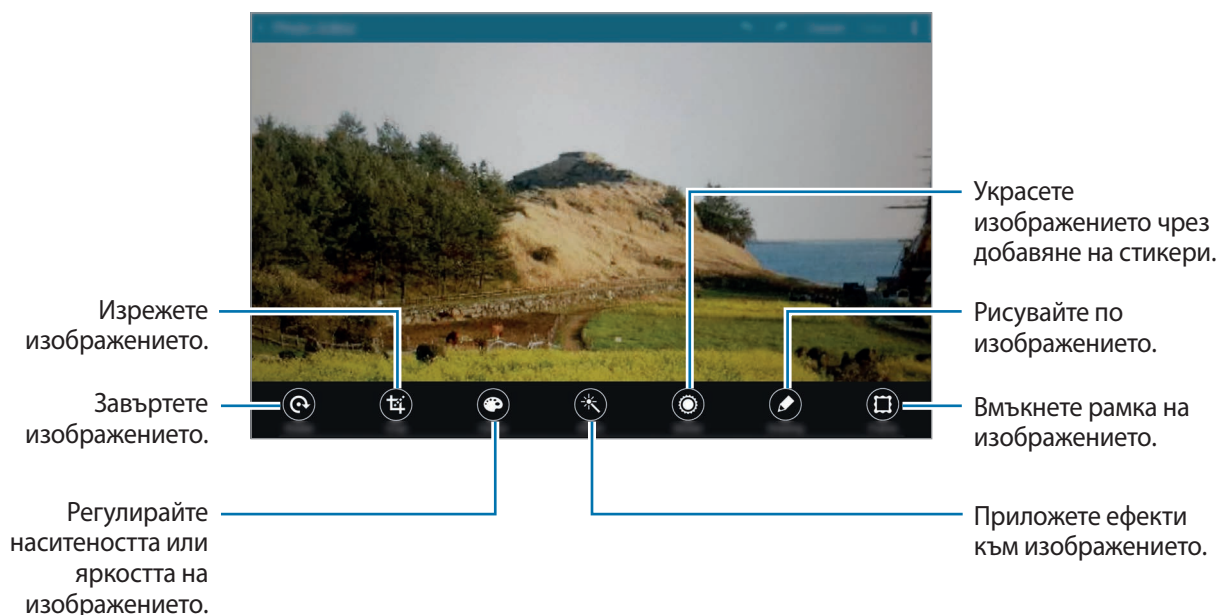 Украсете
изображението чрез
добавяне на стикери.
Изрежете
изображението.
Рисувайте по
изображението.
Завъртете
изображението.
Вмъкнете рамка на
изображението.
Регулирайте
наситеността или
яркостта на
изображението.
Приложете ефекти
към изображението.